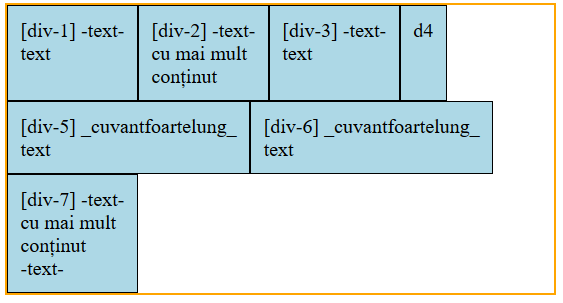 [div-1] -text-
text
[div-2] -text-
cu mai mult
conținut
[div-3] -text-
text
d4
[div-5] _cuvantfoartelung_
text
[div-6] _cuvantfoartelung_
text
[div-7] -text-
cu mai mult
conținut
-text-